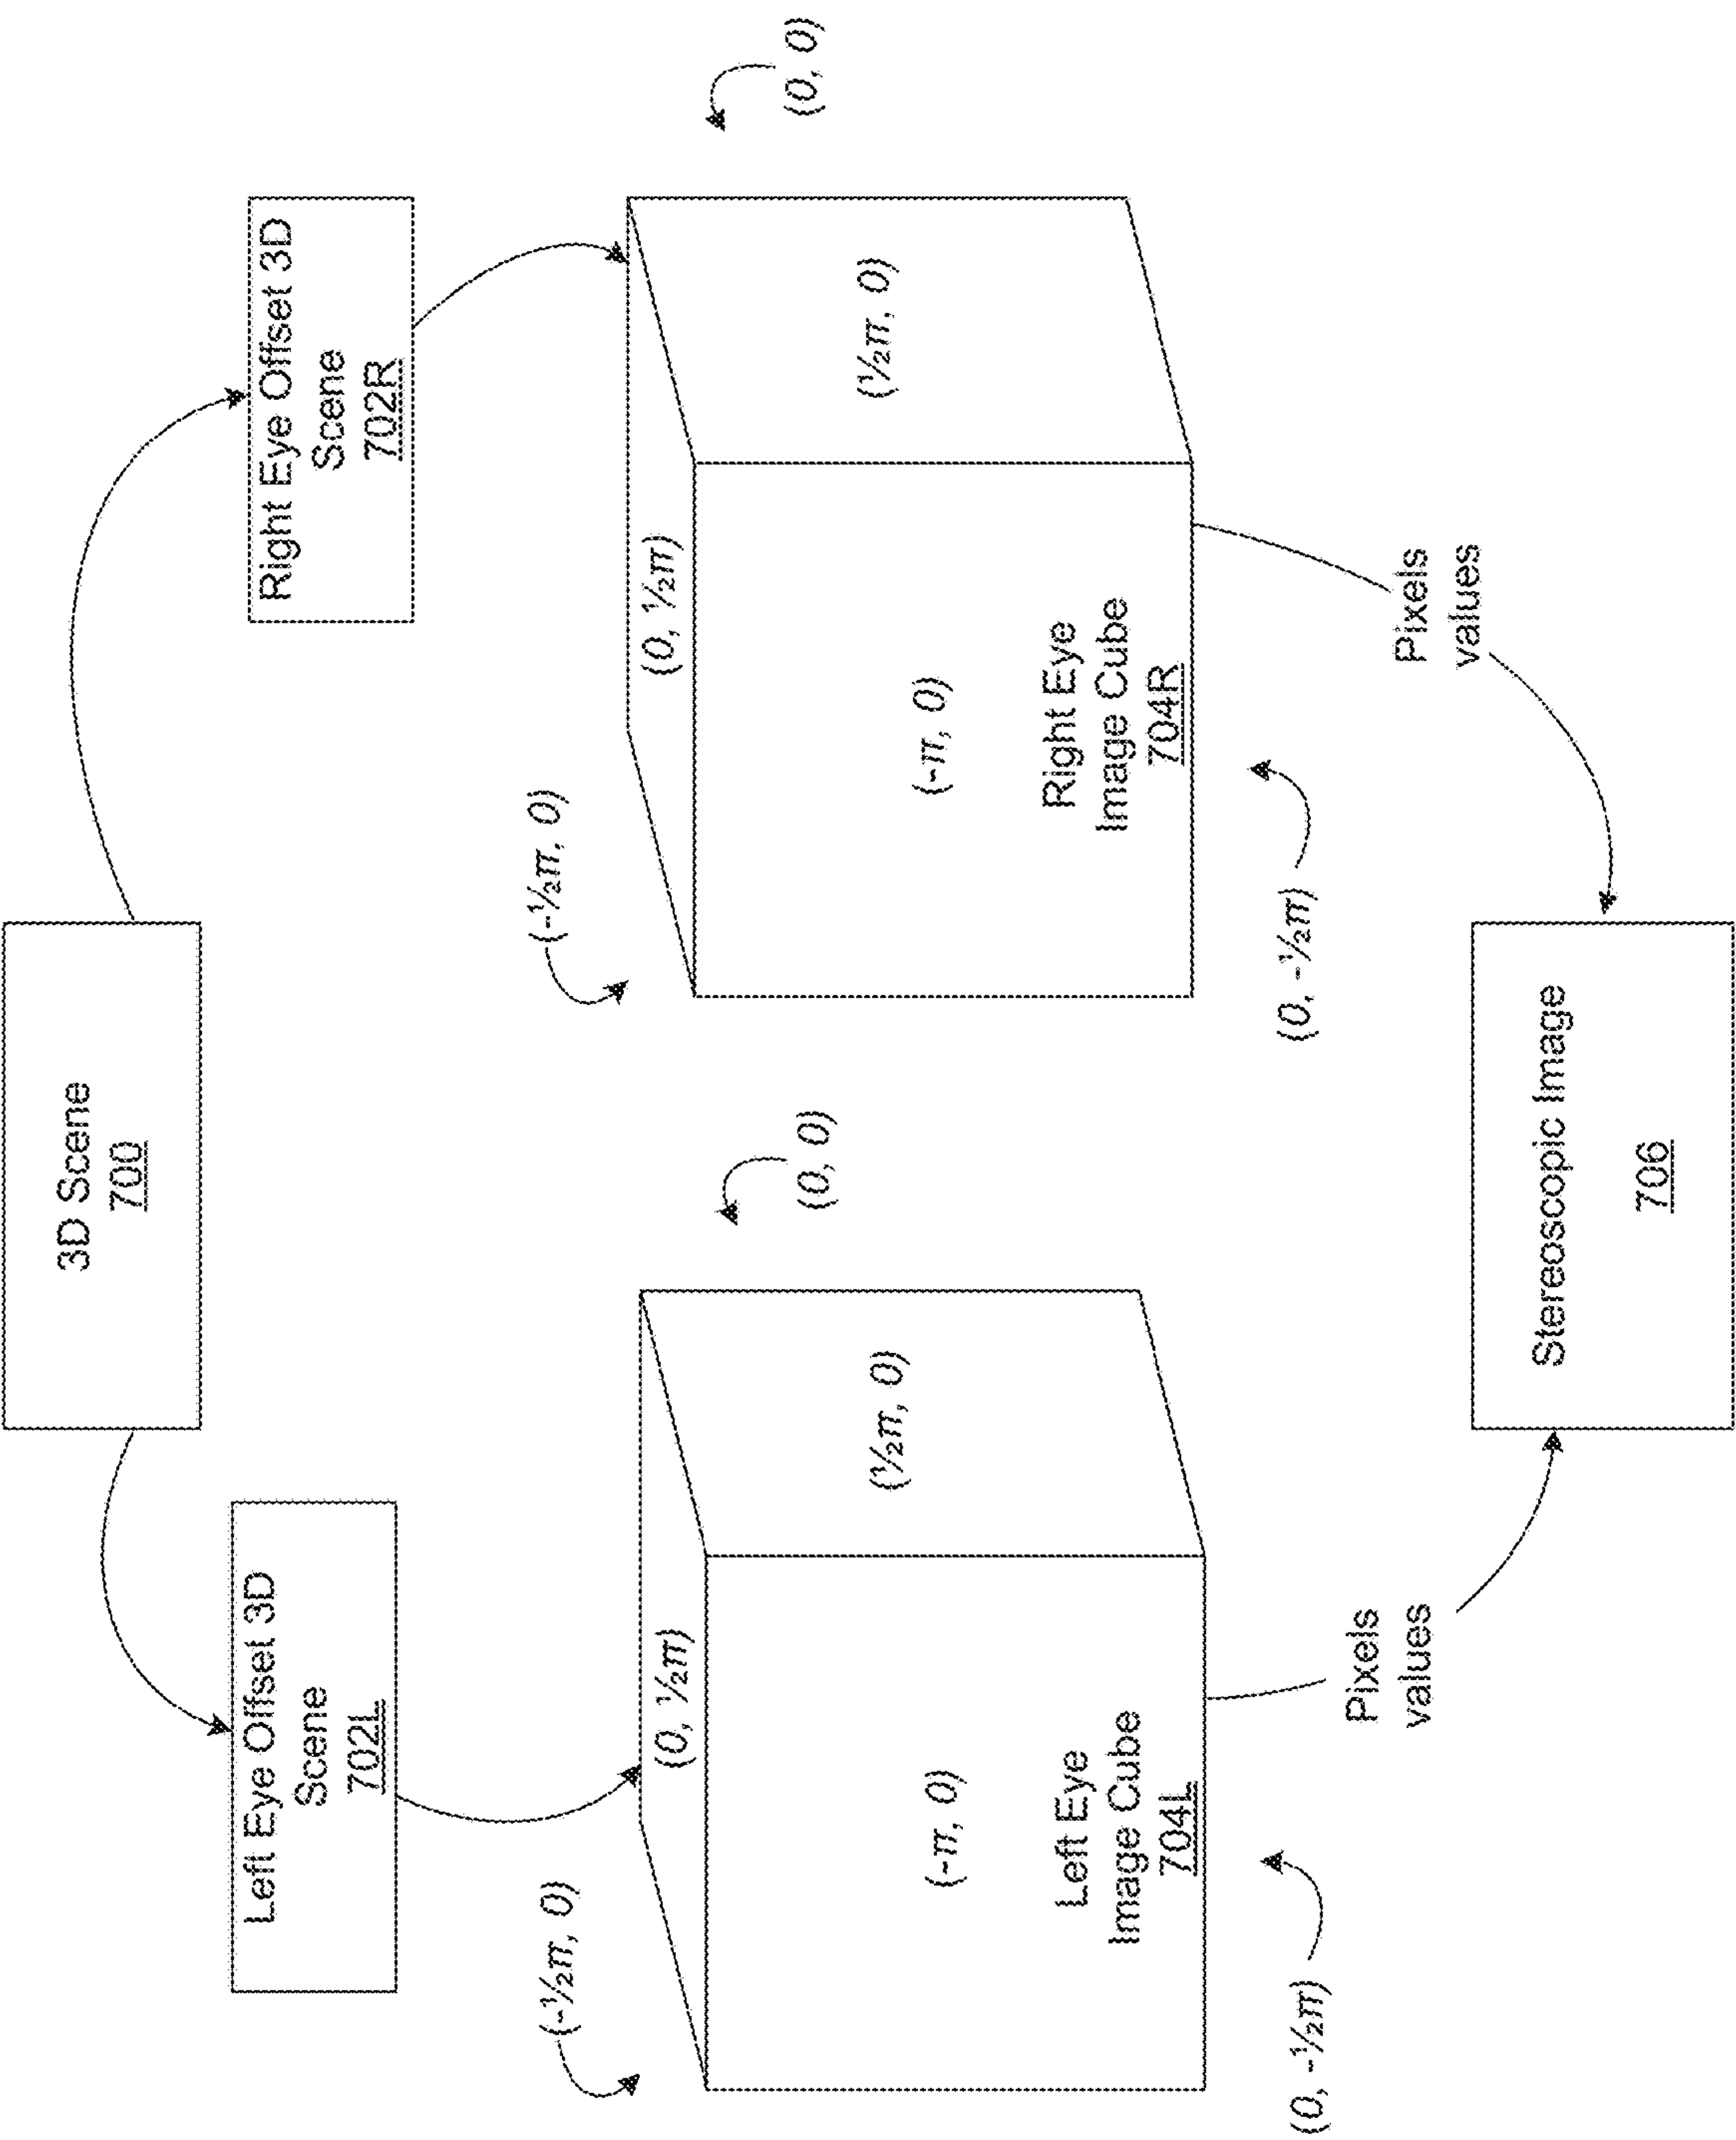 3D Scene
700
Left Eye Offset 3D
Scene
702L
Right Eye Offset 3D
Scene
702R
(-½π, 0)
(0, ½π)
(0, 0)
(½π, 0)
(-π, 0)
Left Eye
Image Cube
704L
(0, -½π)
(-½π, 0)
(0, ½π)
(0, 0)
(½π, 0)
(-π, 0)
Right Eye
Image Cube
704R
(0, -½π)
Pixels
values
Pixels
values
Stereoscopic Image
706